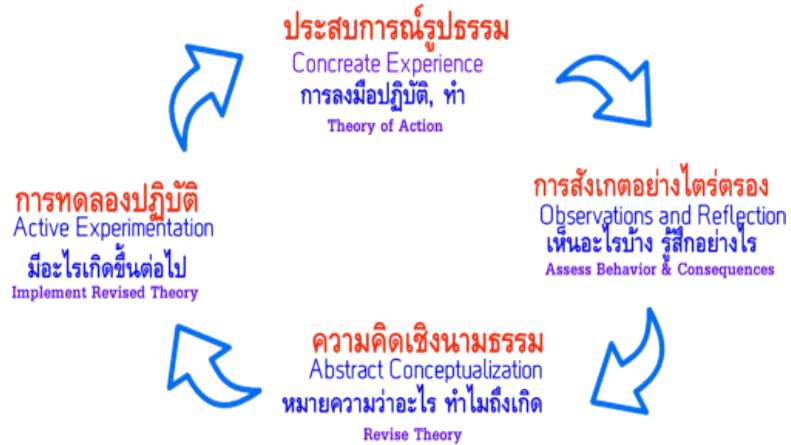 ประสบการณ์รูปธรรม
Concreate Experience
การลงมือปฏิบัติ, ทำ
Theory of Action
การสังเกตอย่างไตร่ตรอง
Observations and Reflection
เห็นอะไรบ้าง รู้สึกอย่างไร
Assess Behavior & Consequences
ความคิดเชิงนามธรรม
Abstract Conceptualization
หมายความว่าอะไร ทำไมถึงเกิด
Revise Theory
การทดลองปฏิบัติ
Active Experimentation
มีอะไรเกิดขึ้นต่อไป
Implement Revised Theory